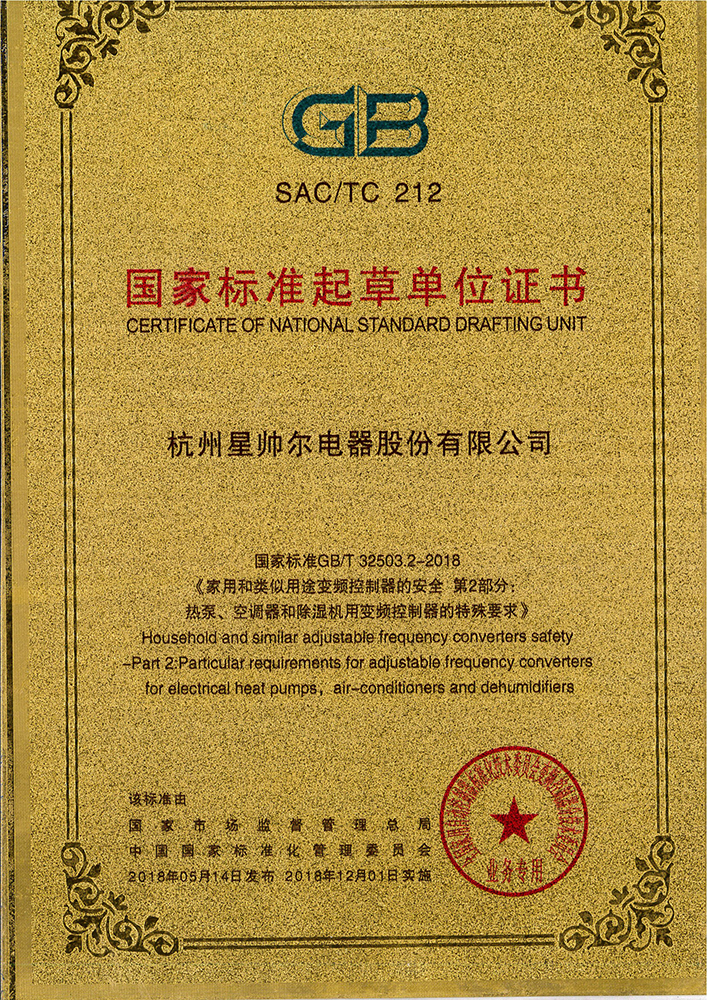 GB
SAC/TC 212
国家标准起草单位证书
CERTIFICATE OF NATIONAL STANDARD DRAFTING UNIT
杭州星帅尔电器股份有限公司
国家标准GB/T 32503.2-2018
《家用和类似用途变频控制器的安全 第2部分:
热泵、空调器和除湿机用变频控制器的特殊要求》
Household and similar adjustable frequency converters safety
-Part 2:Particular requirements for adjustable frequency converters
for electrical heat pumps, air-conditioners and dehumidifiers
该标准由
国家市场监督管理总局
中国国家标准化管理委员会
2018年05月14日发布 2018年12月01日实施
业务专用